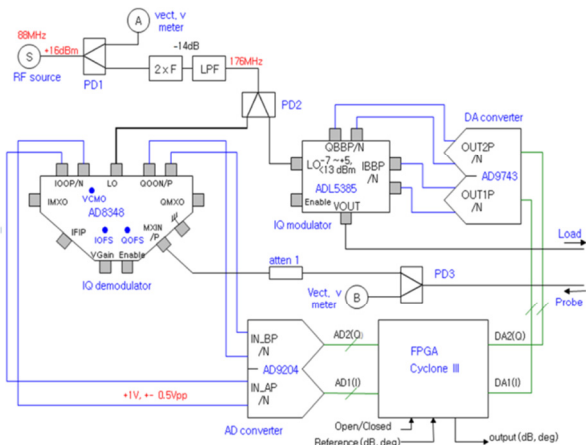 vect, v
meter
A
88MHz
+16dBm
S
RF source
PD1
-14dB
2×F
LPF
176MHz
PD2
DA converter
QBBP/N
LO -7 ~+5,
<13 dBm
IBBP
/N
ADL5385
Enable
VOUT
IQ modulator
OUT2P
/N
AD9743
OUT1P
/N
IOOP/N
LO
QOON/P
VCMO
IMXO
AD8348
QMXO
IFIP
IOFS
QOFS
MXIN
/P
VGain
Enable
IQ demodulator
Load
atten 1
PD3
Vect, v
meter
B
Probe
IN_BP
/N
AD9204
IN_AP
/N
+1V, +- 0.5Vpp
AD converter
AD2(Q)
AD1(I)
FPGA
Cyclone III
DA2(Q)
DA1(I)
Open/Closed
Reference(dB, deg)
output (dB, deg)